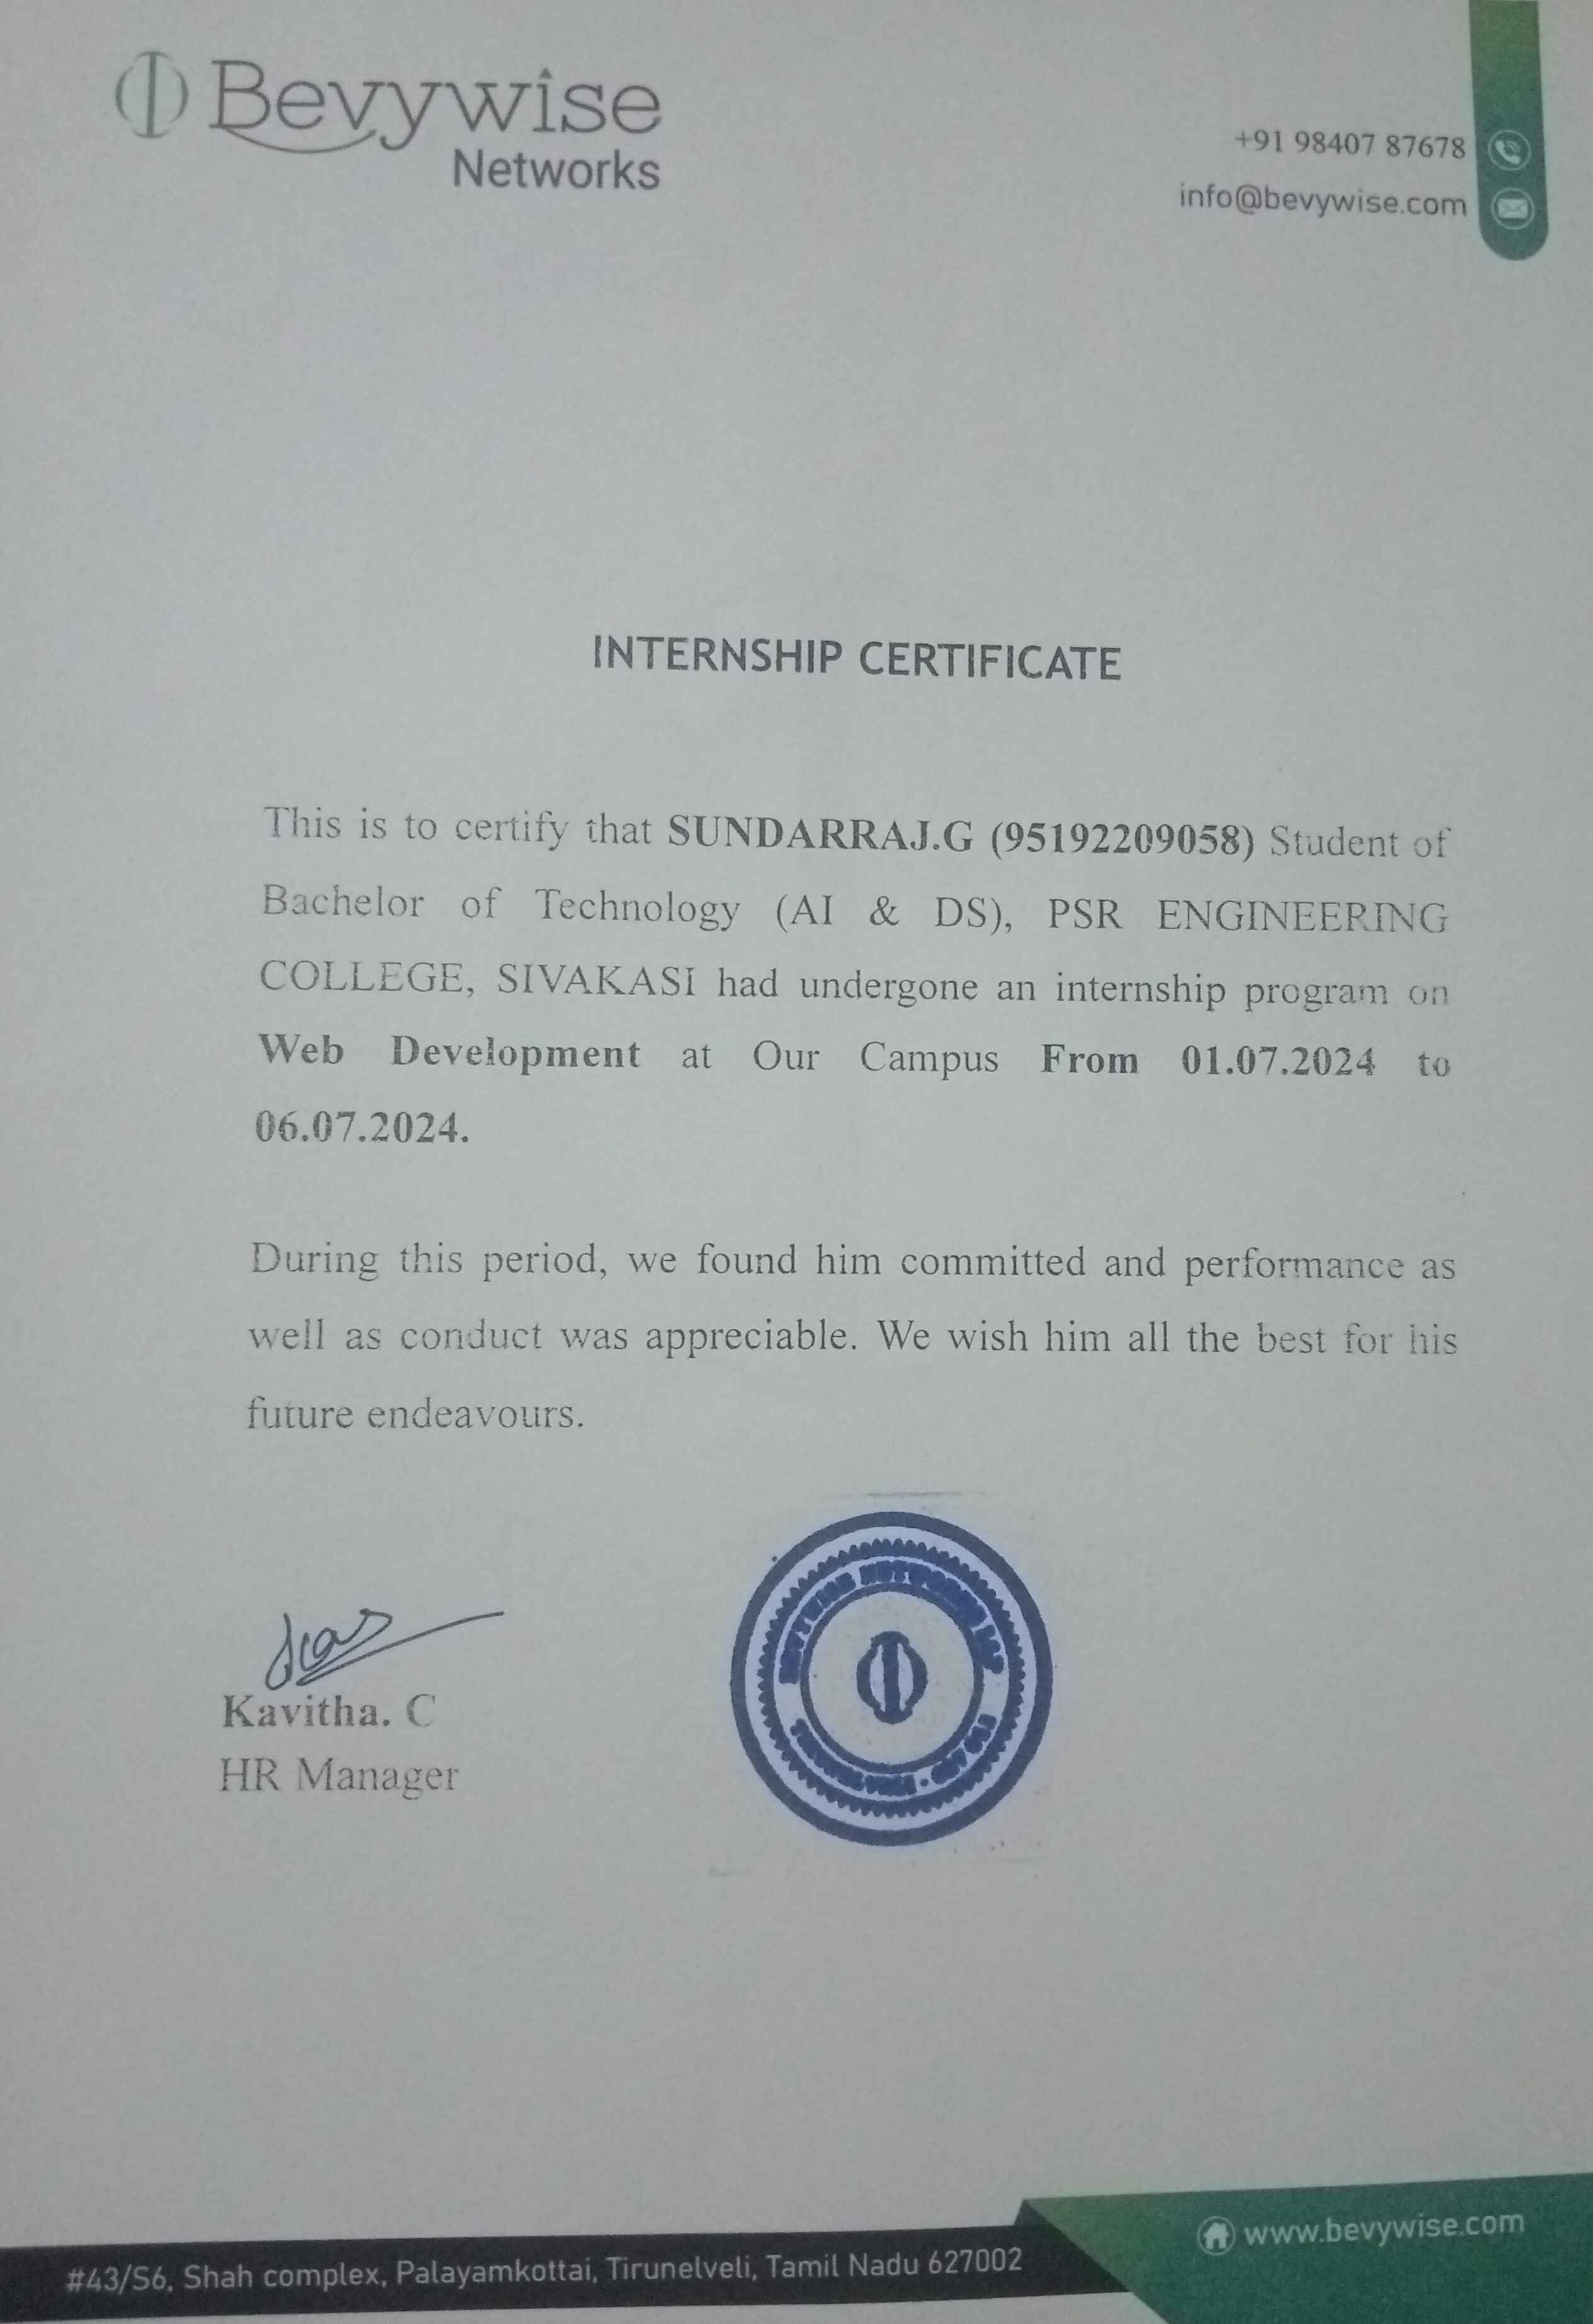 Bevywise
Networks
+91 98407 87678
info@bevywise.com
INTERNSHIP CERTIFICATE
This is to certify that SUNDARRAJ.G (95192209058) Student of
Bachelor of Technology (AI & DS), PSR ENGINEERING
COLLEGE, SIVAKASI had undergone an internship program on
Web Development at Our Campus From 01.07.2024 to
06.07.2024.
During this period, we found him committed and performance as
well as conduct was appreciable. We wish him all the best for his
future endeavours.
Kavitha. C
HR Manager
BEVYWISE NETWORKS LLP
www.bevywise.com
#43/S6, Shah complex, Palayamkottai, Tirunelveli, Tamil Nadu 627002